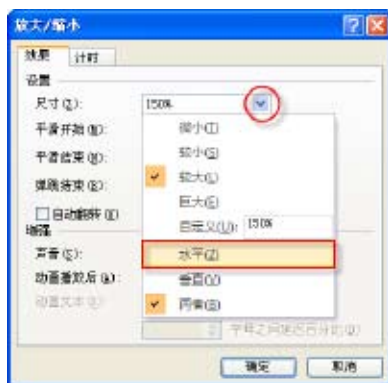 放大/缩小
效果 计时
设置
尺寸(Z): 150%
微小(T)
平滑开始(M):
较小(S)
平滑结束(N):
较大(L)
弹跳结束(E):
巨大(E)
自动翻转(U)
自定义(U): 150%
增强
声音(S):
水平(Z)
动画播放后(A):
垂直(V)
动画文本(X):
两者(B)
字母之间延迟百分比(D)
确定 取消